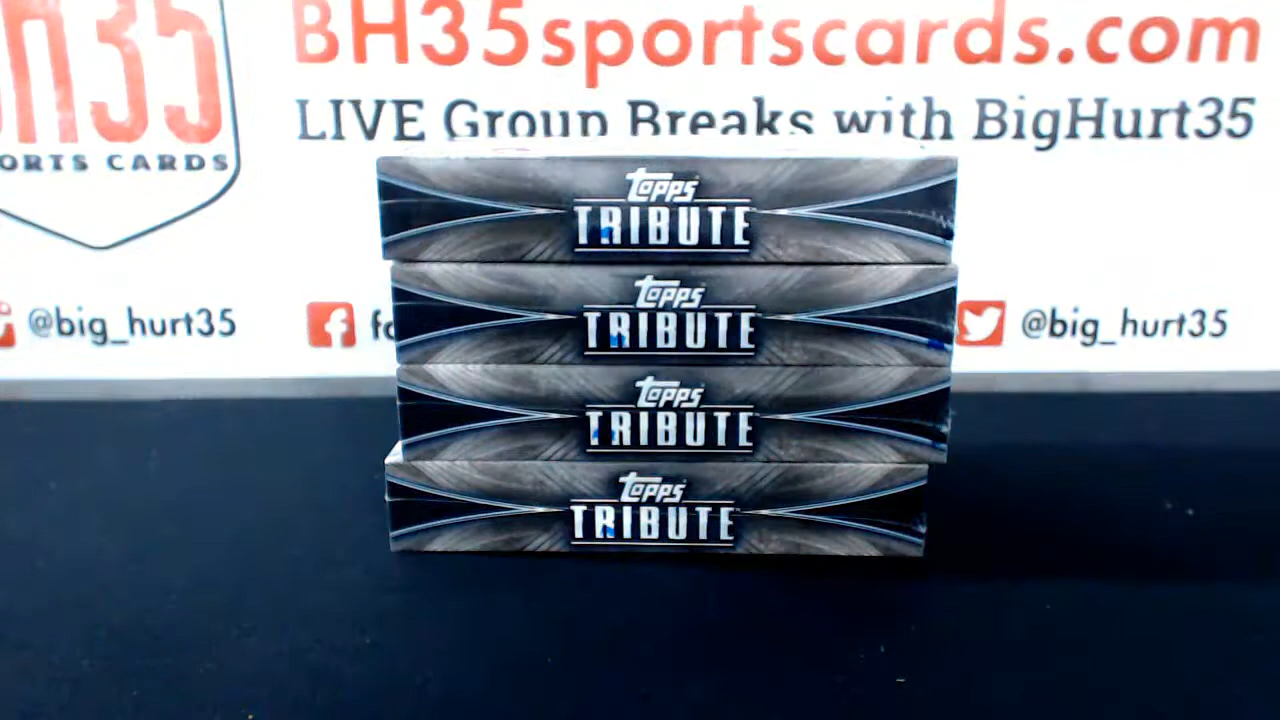 BH35
BH35sportscards.com
LIVE Group Breaks with BigHurt35
ORTS CARDS
@big_hurt35
@big_hurt35
Topps
TRIBUTE
Topps
TRIBUTE
Topps
TRIBUTE
Topps
TRIBUTE